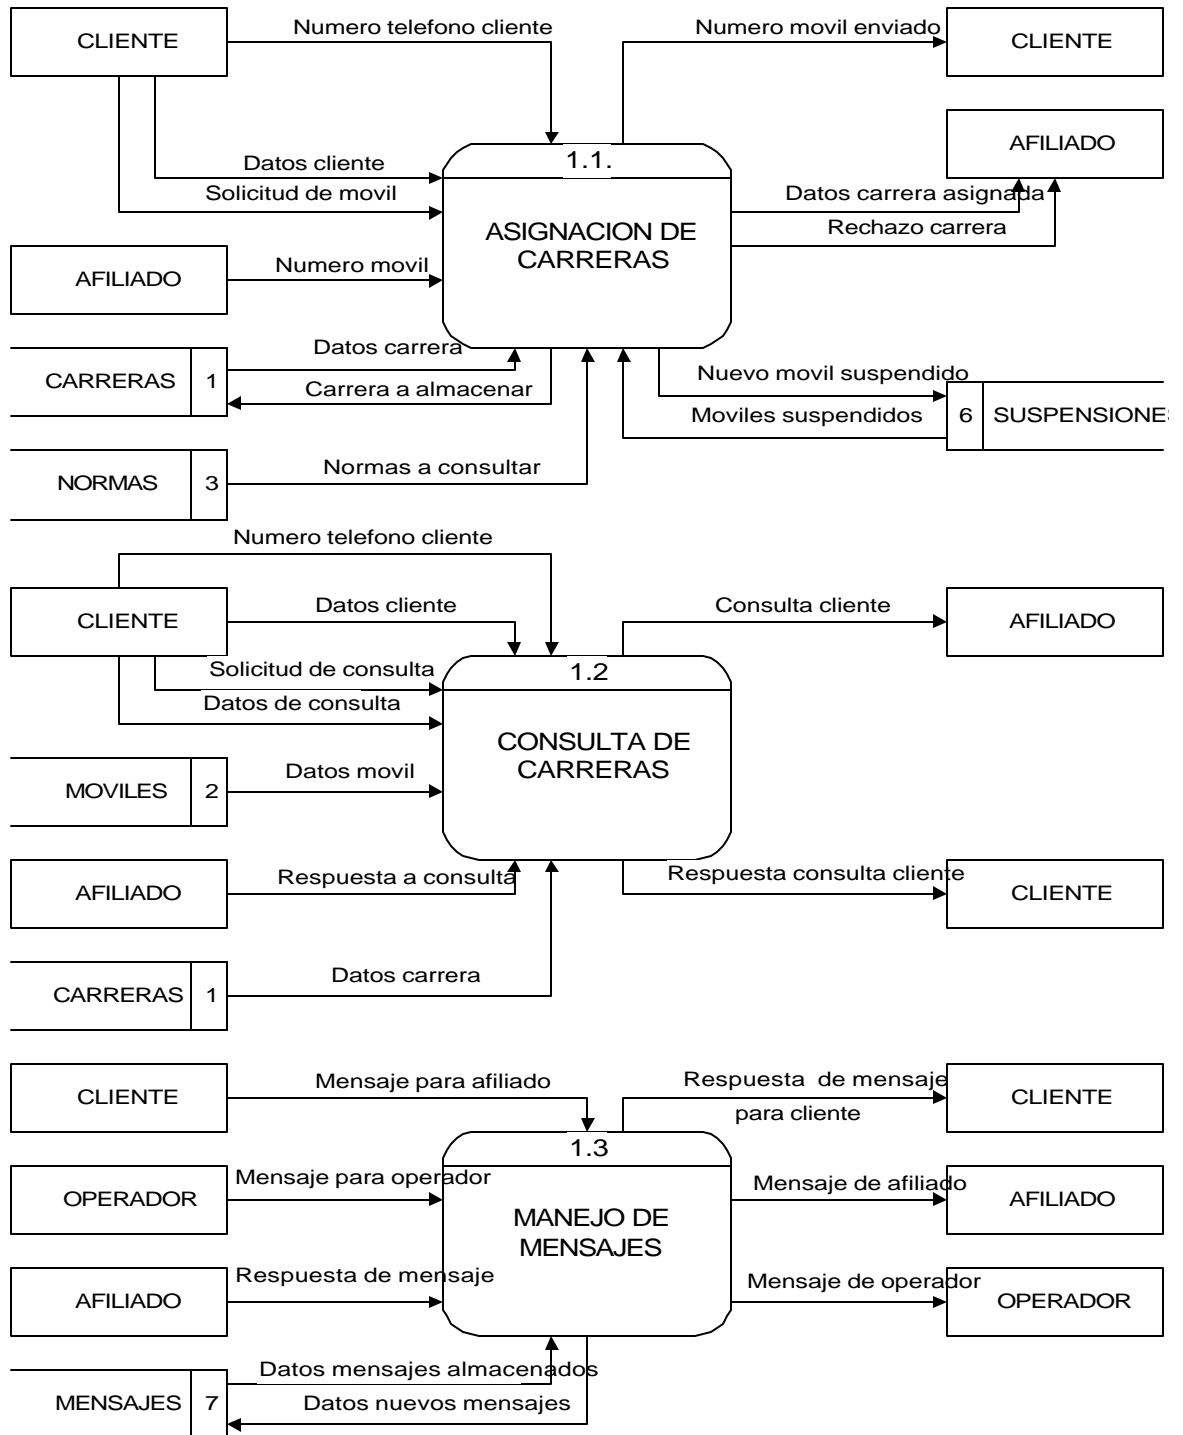 Numero telefono cliente
Numero movil enviado
CLIENTE
CLIENTE
AFILIADO
1.1.
Datos cliente
Solicitud de movil
Datos carrera asignada
Rechazo carrera
ASIGNACION DE
CARRERAS
AFILIADO
Numero movil
Datos carrera
CARRERAS 1
Carrera a almacenar
Nuevo movil suspendido
Moviles suspendidos
6 SUSPENSIONES
NORMAS 3
Normas a consultar
Numero telefono cliente
CLIENTE
Datos cliente
Consulta cliente
AFILIADO
Solicitud de consulta
1.2
Datos de consulta
CONSULTA DE
CARRERAS
MOVILES 2
Datos movil
AFILIADO
Respuesta a consulta
Respuesta consulta cliente
CLIENTE
CARRERAS 1
Datos carrera
CLIENTE
Mensaje para afiliado
Respuesta de mensaje
para cliente
CLIENTE
1.3
OPERADOR
Mensaje para operador
Mensaje de afiliado
AFILIADO
MANEJO DE
MENSAJES
AFILIADO
Respuesta de mensaje
Mensaje de operador
OPERADOR
MENSAJES 7
Datos mensajes almacenados
Datos nuevos mensajes